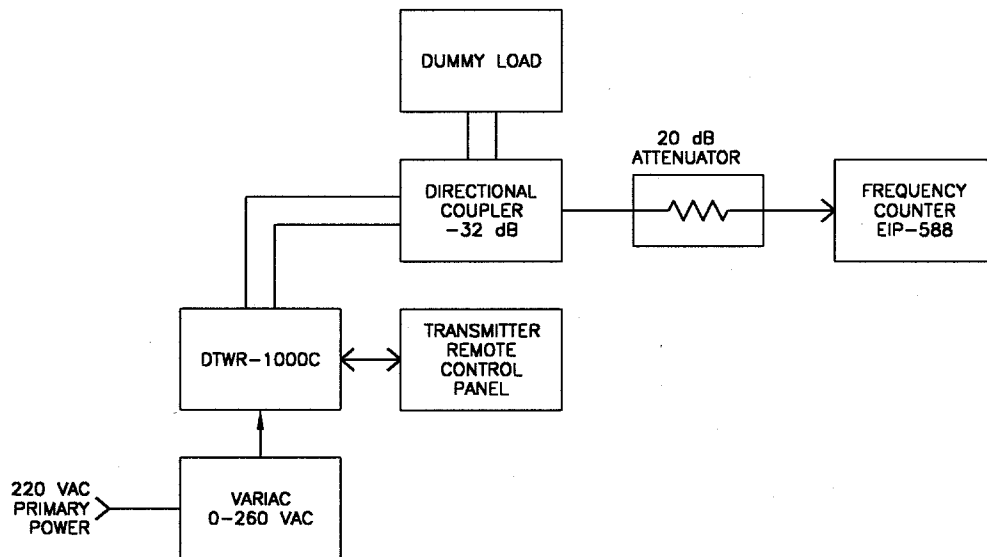 DUMMY LOAD
20 dB
ATTENUATOR
DIRECTIONAL
COUPLER
-32 dB
FREQUENCY
COUNTER
EIP-588
DTWR-1000C
TRANSMITTER
REMOTE
CONTROL
PANEL
220 VAC
PRIMARY
POWER
VARIAC
0-260 VAC